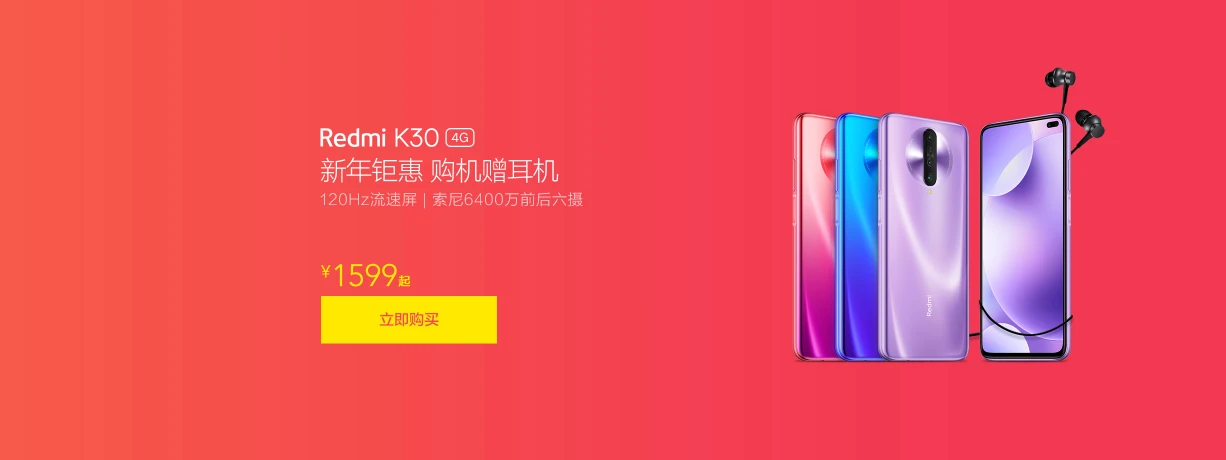 Redmi K30 4G
新年钜惠 购机赠耳机
120Hz流速屏 | 索尼6400万前后六摄
¥1599起
立即购买
Redmi